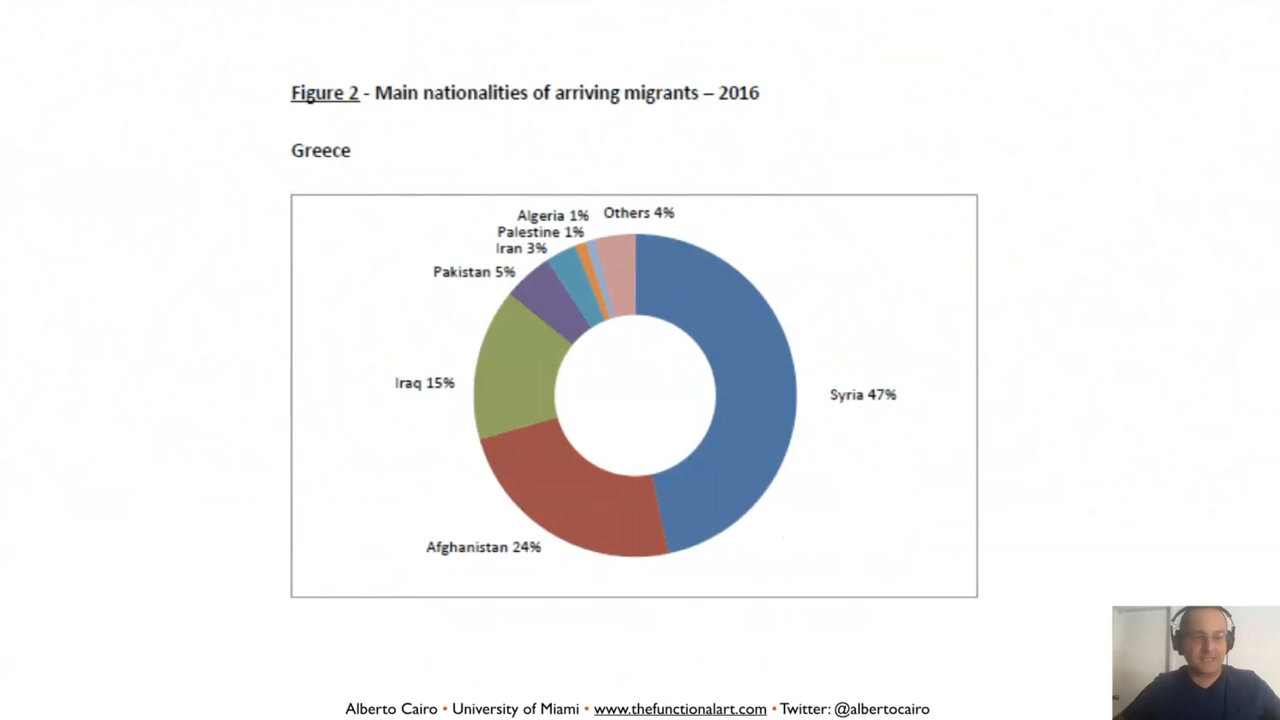 Figure 2 - Main nationalities of arriving migrants – 2016
Greece
Algeria 1%
Others 4%
Palestine 1%
Iran 3%
Pakistan 5%
Iraq 15%
Syria 47%
Afghanistan 24%
Alberto Cairo • University of Miami • www.thefunctionalart.com • Twitter: @albertocairo